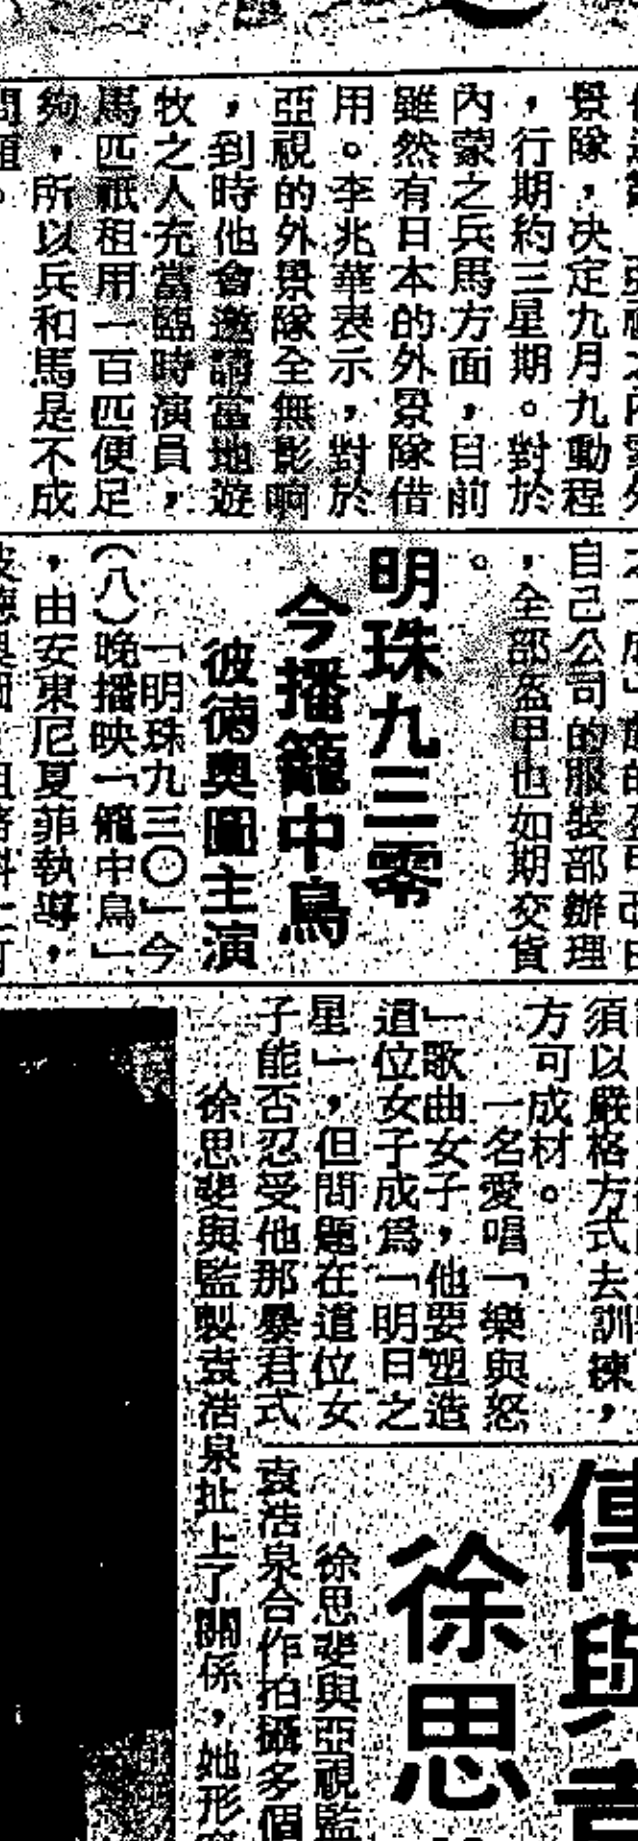 景隊，決定九月九動程
，行期約三星期。對於
內蒙之兵馬方面，目前
雖然有日本的外景隊借
用。李兆華表示，對於
亞視的外景隊全無影响
，到時他會邀請當地遊
牧之人充當臨時演員，
馬匹祇租用一百匹便足
夠，所以兵和馬是不成
問題。
自己公司的服裝部辦理
，全部盔甲也如期交貨
。
明珠九三零
今播籠中鳥
彼德奧圖主演
「明珠九三〇」今
（八）晚播映「籠中鳥」
，由安東尼夏菲執導，
須以嚴格方式去訓練，
方可成材。
一名愛唱「樂與怒
」歌曲女子，他要塑造
這位女子成爲「明日之
星」，但問題在這位女
子能否忍受他那暴君式
傳與袁
徐思
徐思斐與亞視監
袁浩泉合作拍攝多個
徐思斐與監製袁浩泉扯上了關係，她形容